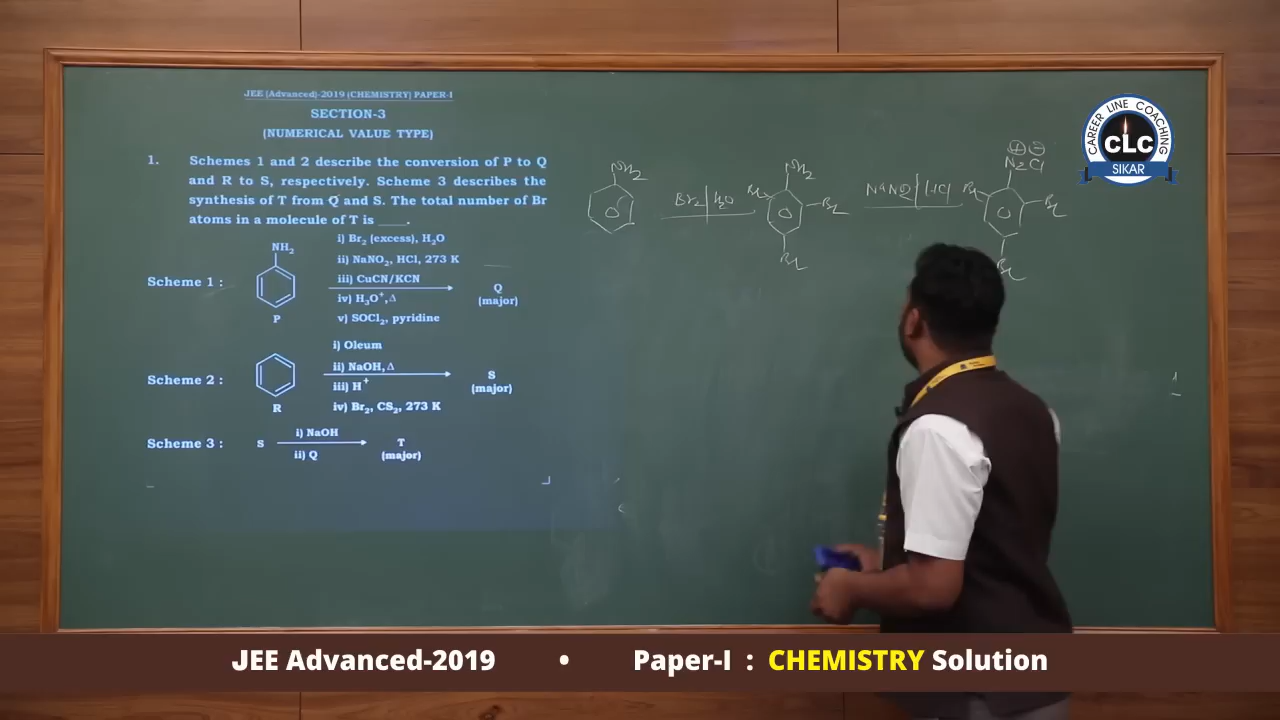 JEE (Advanced)-2019 (CHEMISTRY) PAPER-I
SECTION-3
(NUMERICAL VALUE TYPE)
1. Schemes 1 and 2 describe the conversion of P to Q
and R to S, respectively. Scheme 3 describes the
synthesis of T from Q and S. The total number of Br
atoms in a molecule of T is ____.
NH₂
i) Br₂ (excess), H₂O
ii) NaNO₂, HCl, 273 K
iii) CuCN/KCN
Scheme 1 :
iv) H₃O⁺,Δ
Q
(major)
v) SOCl₂, pyridine
P
i) Oleum
ii) NaOH,Δ
Scheme 2 :
iii) H⁺
S
(major)
iv) Br₂, CS₂, 273 K
R
Scheme 3 : S
i) NaOH
ii) Q
T
(major)
NH₂
Br₂/H₂O
NH₂
Br
Br
Br
NaNO₂/HCl
⊕ ⊖
N₂Cl
Br
Br
Br
CAREER LINE COACHING
CLC
SIKAR
JEE Advanced-2019 • Paper-I : CHEMISTRY Solution